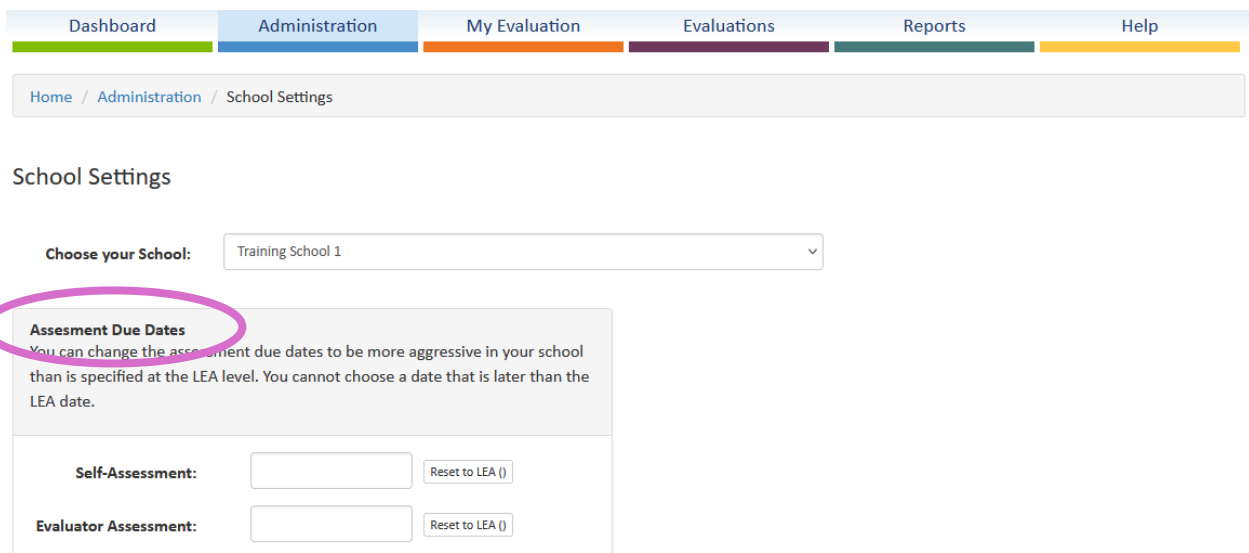 Dashboard Administration My Evaluation Evaluations Reports Help
Home / Administration / School Settings
School Settings
Choose your School: Training School 1
Assesment Due Dates
You can change the assessment due dates to be more aggressive in your school
than is specified at the LEA level. You cannot choose a date that is later than the
LEA date.
Self-Assessment: Reset to LEA ()
Evaluator Assessment: Reset to LEA ()